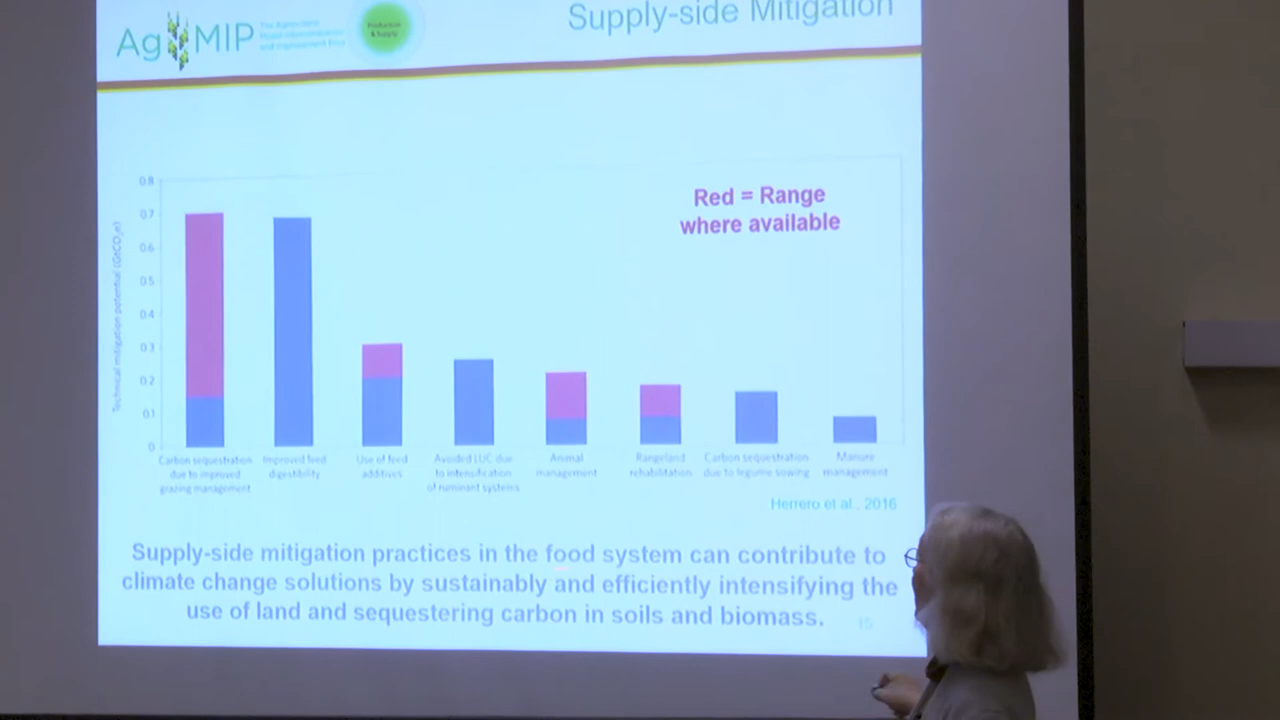 Supply-side Mitigation
AgMIP
The Agricultural
Model Intercomparison
and Improvement Project
Production
& Supply
Red = Range
where available
Technical mitigation potential (GtCO2e)
0.8
0.7
0.6
0.5
0.4
0.3
0.2
0.1
0
Carbon sequestration
due to improved
grazing management
Improved feed
digestibility
Use of feed
additives
Avoided LUC due
to intensification
of ruminant systems
Animal
management
Rangeland
rehabilitation
Carbon sequestration
due to legume sowing
Manure
management
Herrero et al., 2016
Supply-side mitigation practices in the food system can contribute to
climate change solutions by sustainably and efficiently intensifying the
use of land and sequestering carbon in soils and biomass.
15